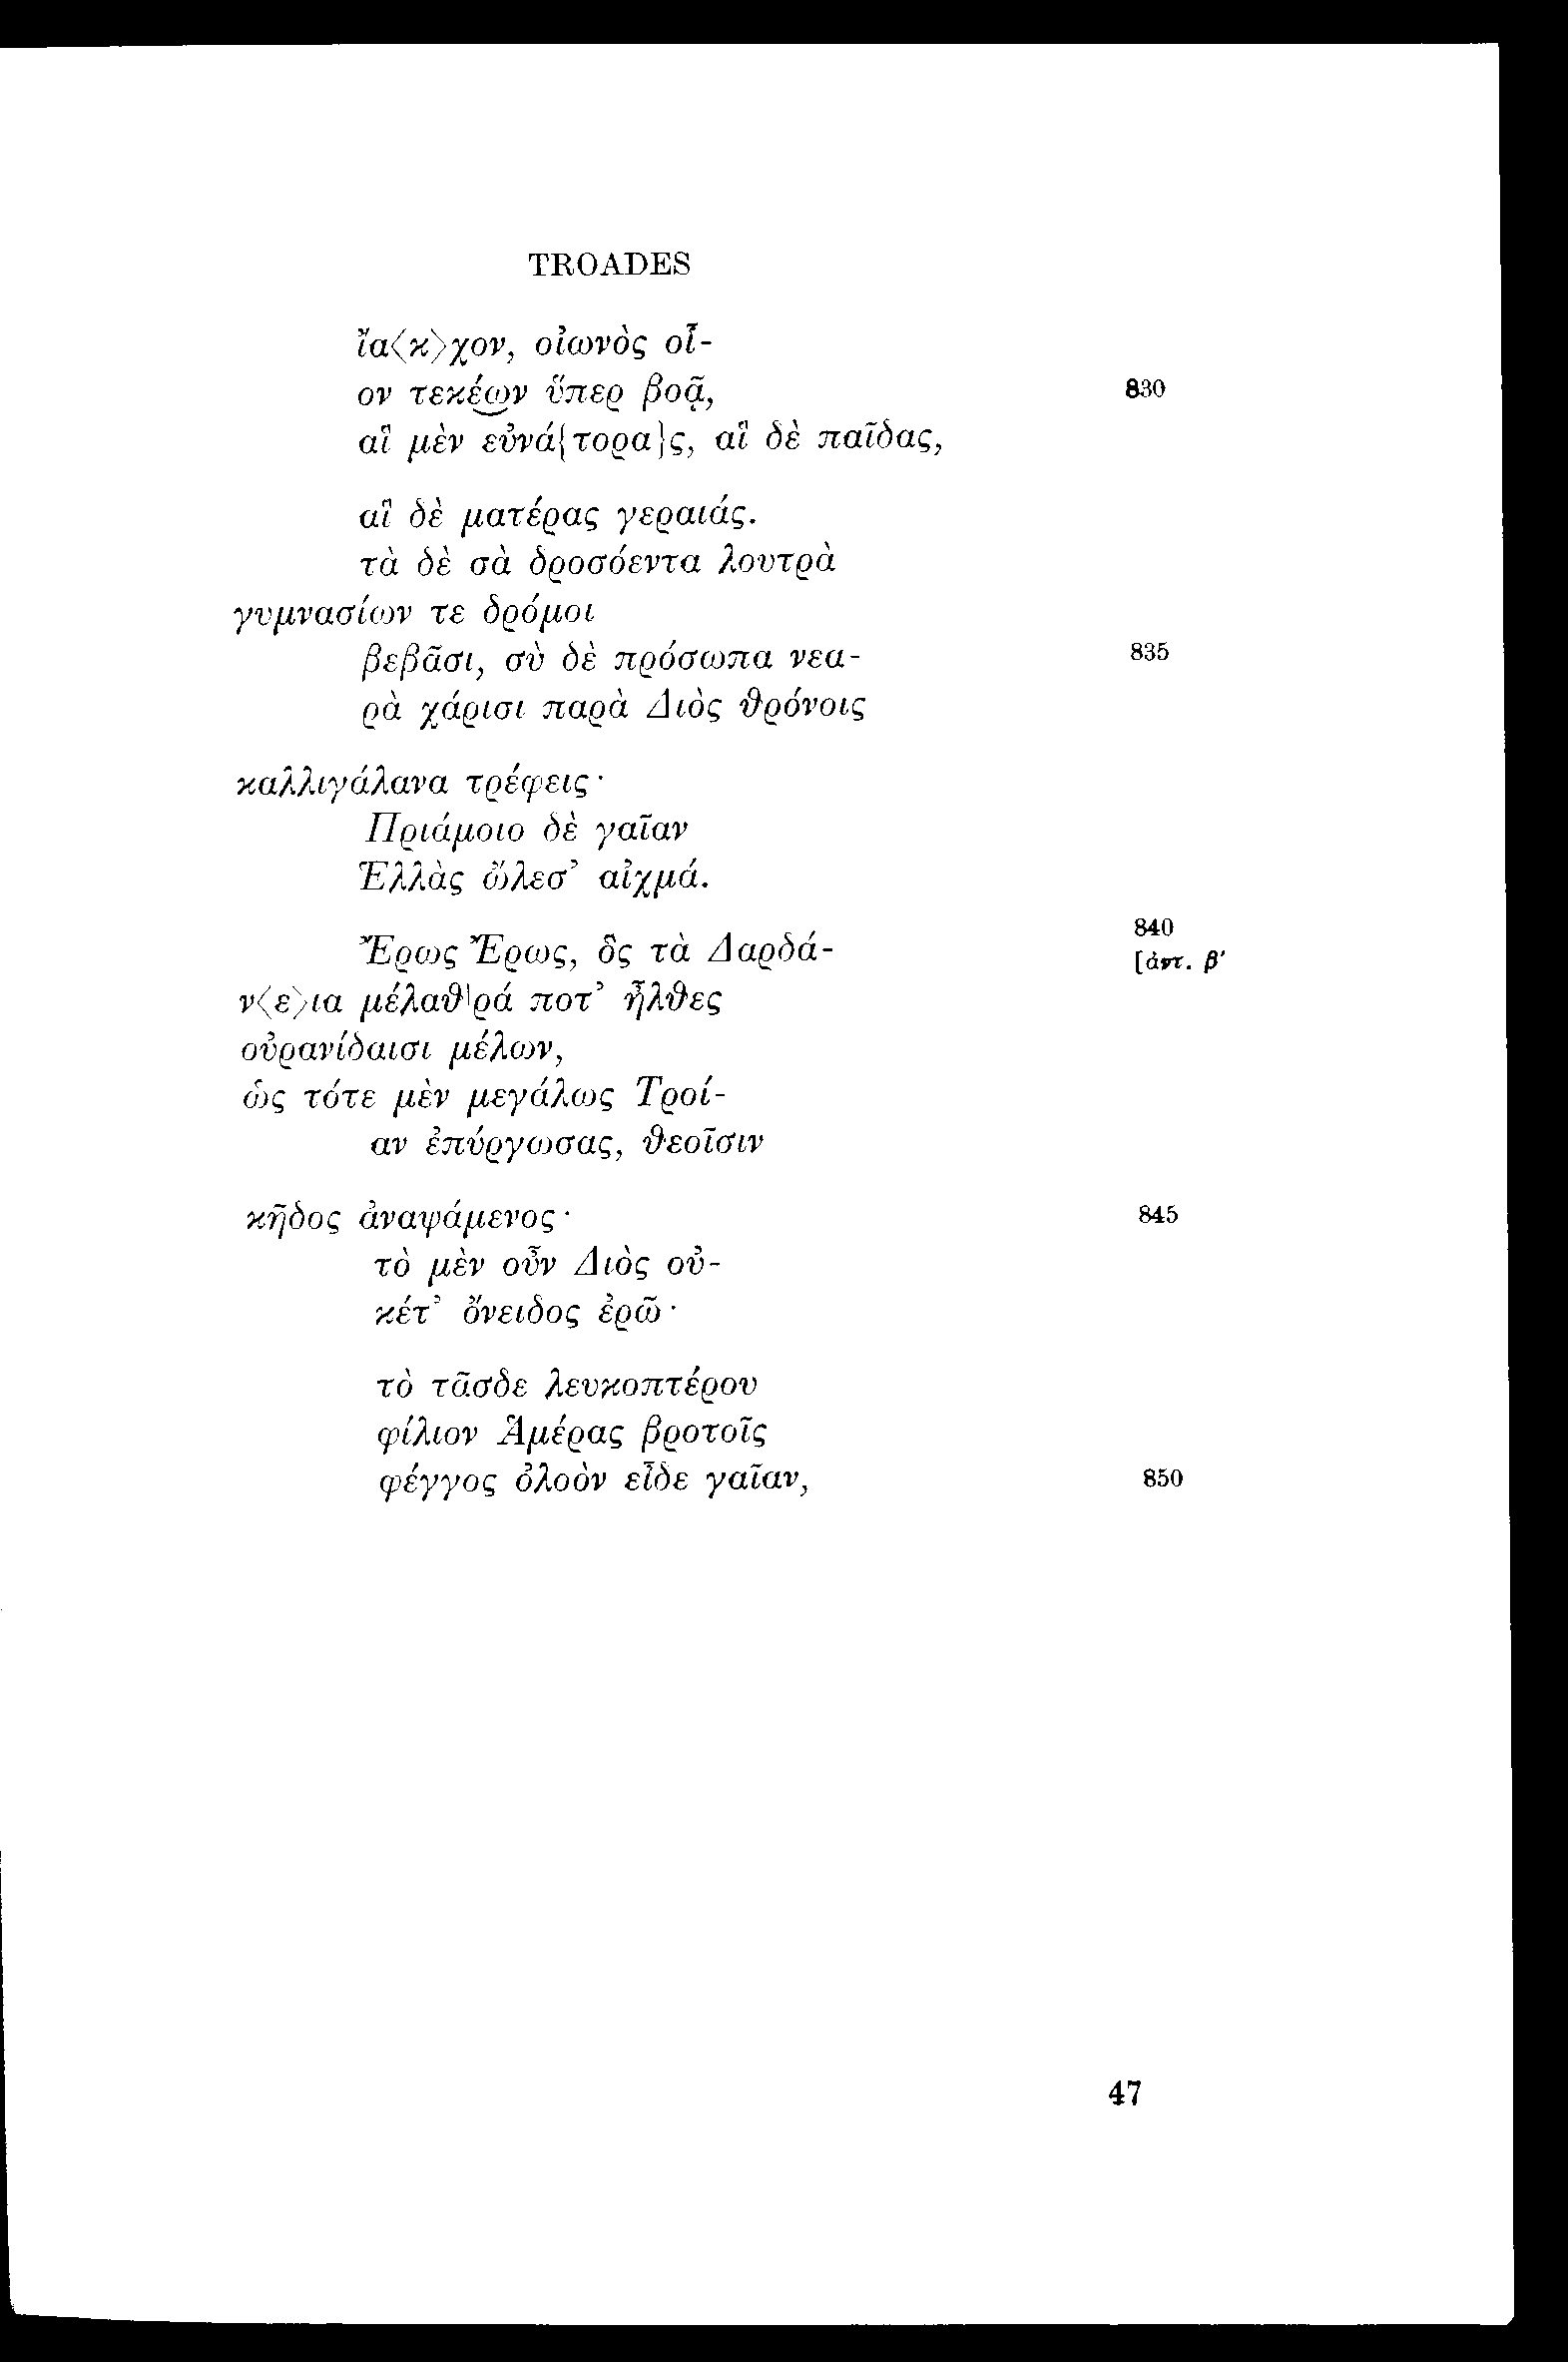 TROADES
ἴα⟨κ⟩χον, οἰωνὸς οἷ-
ον τεκέων ὕπερ βοᾷ, 830
αἳ μὲν εὐνά{τορα}ς, αἳ δὲ παῖδας,
αἳ δὲ ματέρας γεραιάς.
τὰ δὲ σὰ δροσόεντα λουτρὰ
γυμνασίων τε δρόμοι
βεβᾶσι, σὺ δὲ πρόσωπα νεα- 835
ρὰ χάρισι παρὰ Διὸς θρόνοις
καλλιγάλανα τρέφεις·
Πριάμοιο δὲ γαῖαν
Ἑλλὰς ὤλεσ’ αἰχμά.
840
Ἔρως Ἔρως, ὃς τὰ Δαρδά- [ἀντ. β′
ν⟨ε⟩ια μέλαθ|ρά ποτ’ ἦλθες
οὐρανίδαισι μέλων,
ὡς τότε μὲν μεγάλως Τροί-
αν ἐπύργωσας, θεοῖσιν
κῆδος ἀναψάμενος· 845
τὸ μὲν οὖν Διὸς οὐ-
κέτ’ ὄνειδος ἐρῶ·
τὸ τᾶσδε λευκοπτέρου
φίλιον Ἁμέρας βροτοῖς
φέγγος ὀλοὸν εἶδε γαῖαν, 850
47